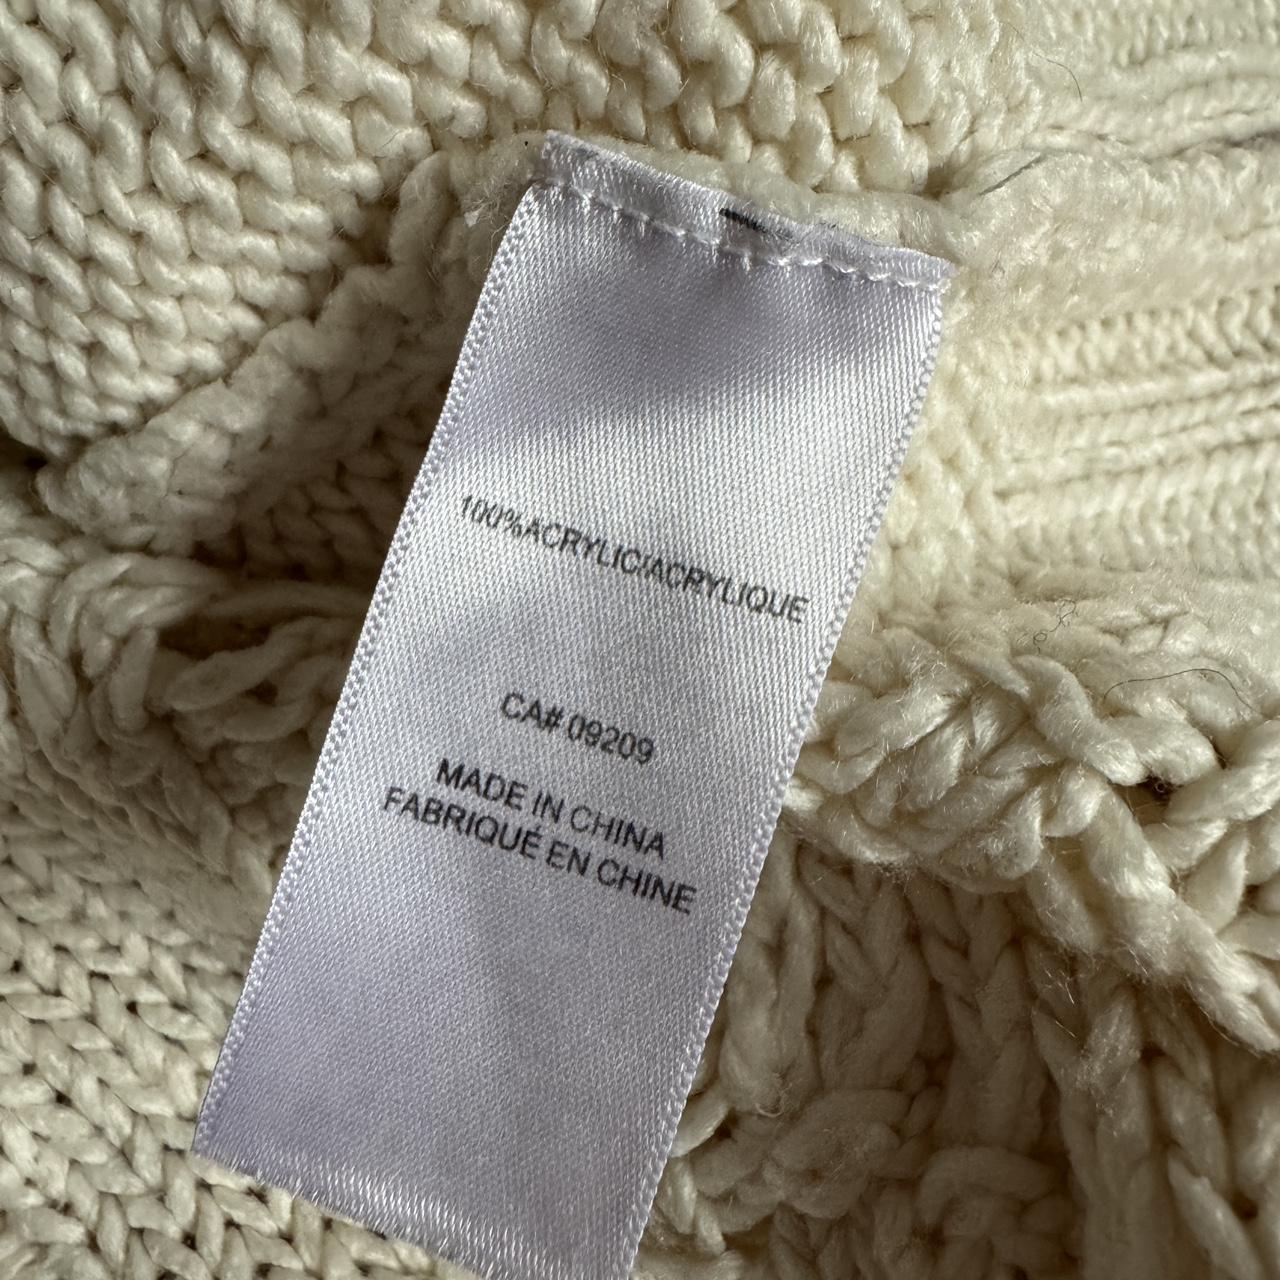 100%ACRYLIC/ACRYLIQUE
CA# 09209
MADE IN CHINA
FABRIQUÉ EN CHINE